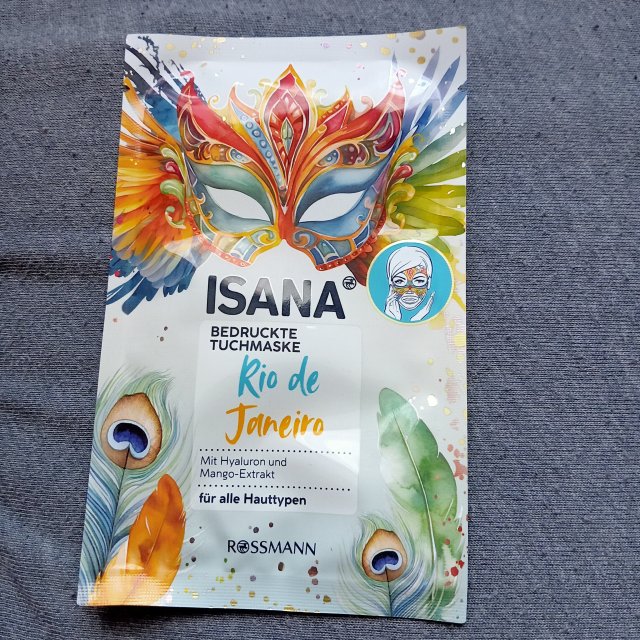 ISANA
BEDRUCKTE
TUCHMASKE
Rio de
Janeiro
Mit Hyaluron und
Mango-Extrakt
für alle Hauttypen
ROSSMANN